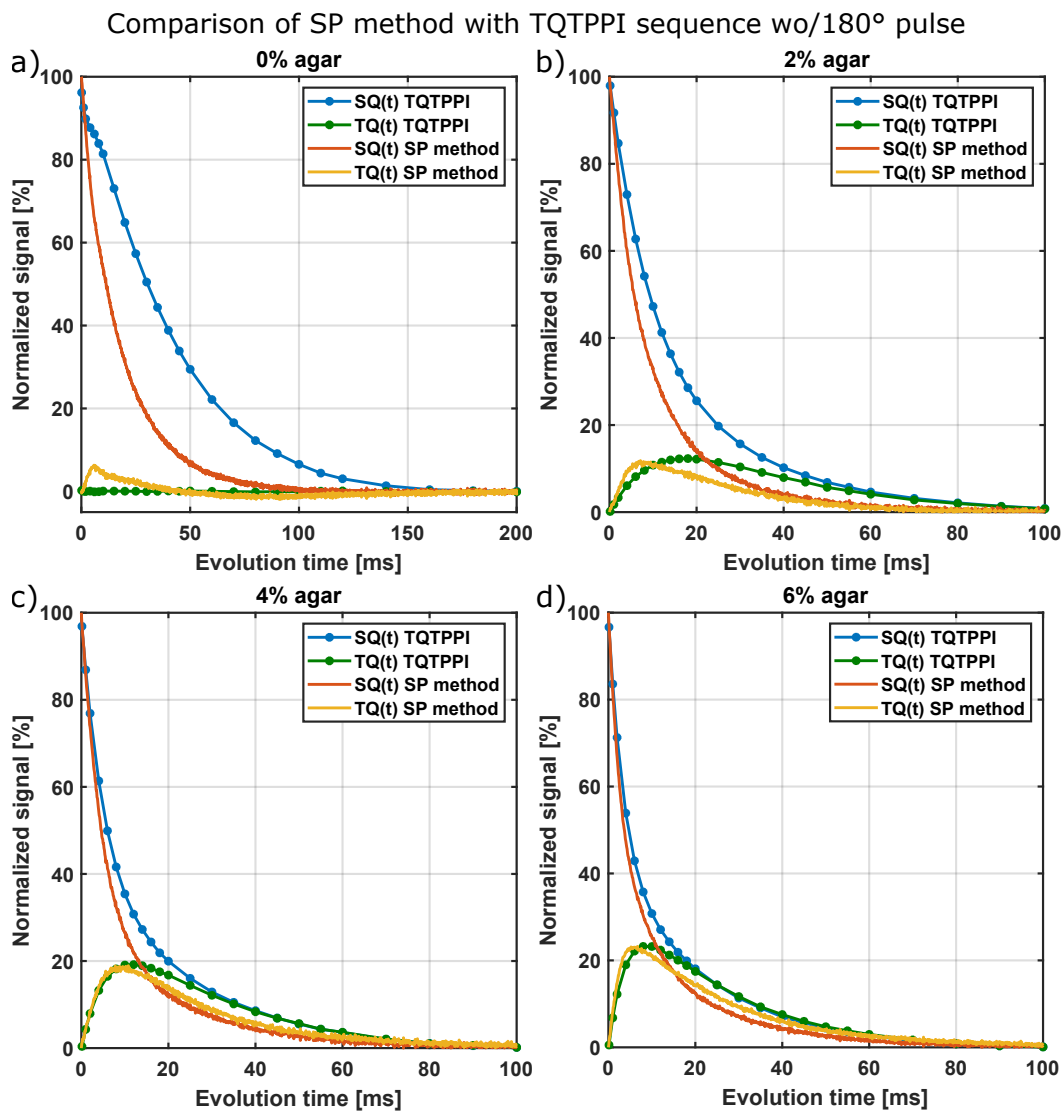 Comparison of SP method with TQTPPI sequence wo/180° pulse
a)
0% agar
100
80
60
40
20
0
Normalized signal [%]
SQ(t) TQTPPI
TQ(t) TQTPPI
SQ(t) SP method
TQ(t) SP method
0
50
100
150
200
Evolution time [ms]
b)
2% agar
100
80
60
40
20
0
Normalized signal [%]
SQ(t) TQTPPI
TQ(t) TQTPPI
SQ(t) SP method
TQ(t) SP method
0
20
40
60
80
100
Evolution time [ms]
c)
4% agar
100
80
60
40
20
0
Normalized signal [%]
SQ(t) TQTPPI
TQ(t) TQTPPI
SQ(t) SP method
TQ(t) SP method
0
20
40
60
80
100
Evolution time [ms]
d)
6% agar
100
80
60
40
20
0
Normalized signal [%]
SQ(t) TQTPPI
TQ(t) TQTPPI
SQ(t) SP method
TQ(t) SP method
0
20
40
60
80
100
Evolution time [ms]